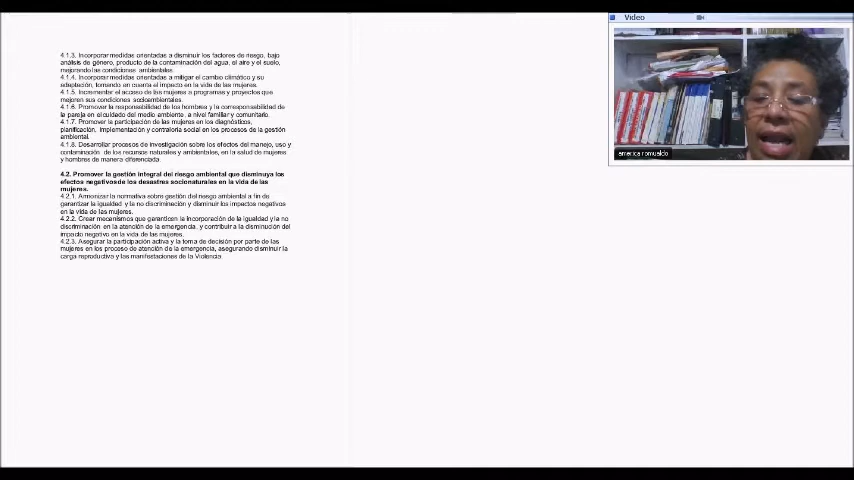 4.1.3. Incorporar medidas orientadas a disminuir los factores de riesgo, bajo
análisis de género, producto de la contaminación del agua, el aire y el suelo,
mejorando las condiciones ambientales.
4.1.4. Incorporar medidas orientadas a mitigar el cambio climático y su
adaptación, tomando en cuenta el impacto en la vida de las mujeres.
4.1.5. Incrementar el acceso de las mujeres a programas y proyectos que
mejoren sus condiciones socioambientales.
4.1.6. Promover la responsabilidad de los hombres y la corresponsabilidad de
la pareja en el cuidado del medio ambiente, a nivel familiar y comunitario.
4.1.7. Promover la participación de las mujeres en los diagnósticos,
planificación, implementación y contraloría social en los procesos de la gestión
ambiental.
4.1.8. Desarrollar procesos de investigación sobre los efectos del manejo, uso y
contaminación de los recursos naturales y ambientales, en la salud de mujeres
y hombres de manera diferenciada.
4.2. Promover la gestión integral del riesgo ambiental que disminuya los
efectos negativos de los desastres socionaturales en la vida de las
mujeres.
4.2.1. Armonizar la normativa sobre gestión del riesgo ambiental a fin de
garantizar la igualdad y la no discriminación y disminuir los impactos negativos
en la vida de las mujeres.
4.2.2. Crear mecanismos que garanticen la incorporación de la igualdad y la no
discriminación, en la atención de la emergencia, y contribuir a la disminución del
impacto negativo en la vida de las mujeres.
4.2.3. Asegurar la participación activa y la toma de decisión por parte de las
mujeres en los proceso de atención de la emergencia, asegurando disminuir la
carga reproductiva y las manifestaciones de la Violencia
Video
america romualdo